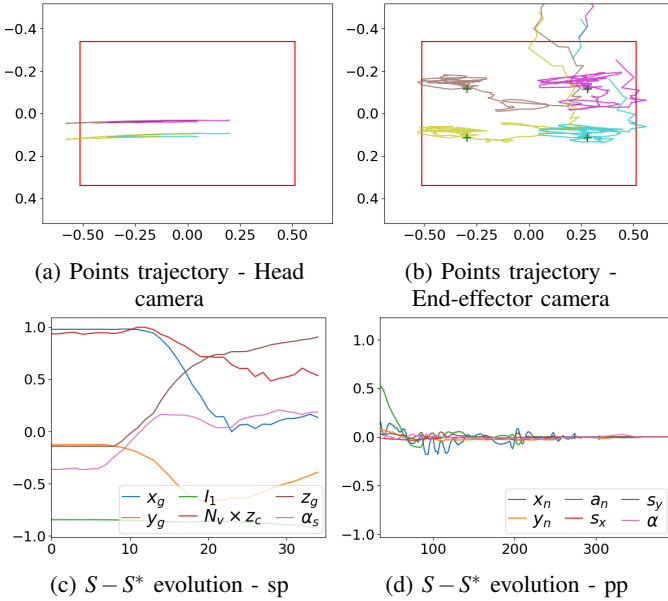 −0.4
−0.2
0.0
0.2
0.4
−0.50 −0.25 0.00 0.25 0.50
(a) Points trajectory - Head
camera
−0.4
−0.2
0.0
0.2
0.4
−0.50 −0.25 0.00 0.25 0.50
(b) Points trajectory -
End-effector camera
1.0
0.5
0.0
−0.5
−1.0
x_g l_1 z_g
y_g N_v × z_c α_s
0 10 20 30
(c) S − S* evolution - sp
1.0
0.5
0.0
−0.5
−1.0
x_n a_n s_y
y_n s_x α
100 200 300
(d) S − S* evolution - pp